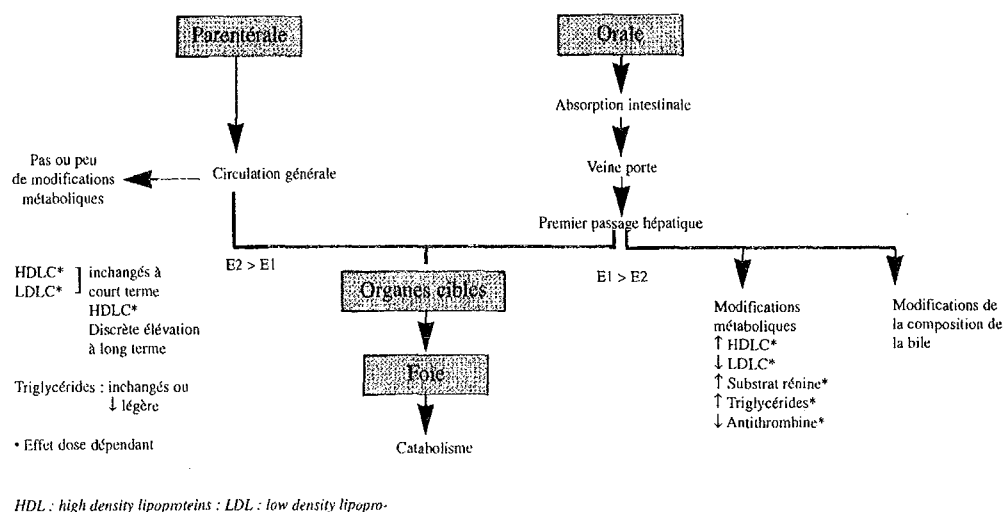 Parentérale
Orale
Absorption intestinale
Veine porte
Pas ou peu
de modifications
métaboliques
Circulation générale
Premier passage hépatique
E2 > E1
E1 > E2
HDLC* ] inchangés à
LDLC* court terme
HDLC*
Discrète élévation
à long terme
Triglycérides : inchangés ou
↓ légère
• Effet dose dépendant
Organes cibles
Foie
Catabolisme
Modifications
métaboliques
↑ HDLC*
↓ LDLC*
↑ Substrat rénine*
↑ Triglycérides*
↓ Antithrombine*
Modifications de
la composition de
la bile
HDL : high density lipoproteins : LDL : low density lipopro-